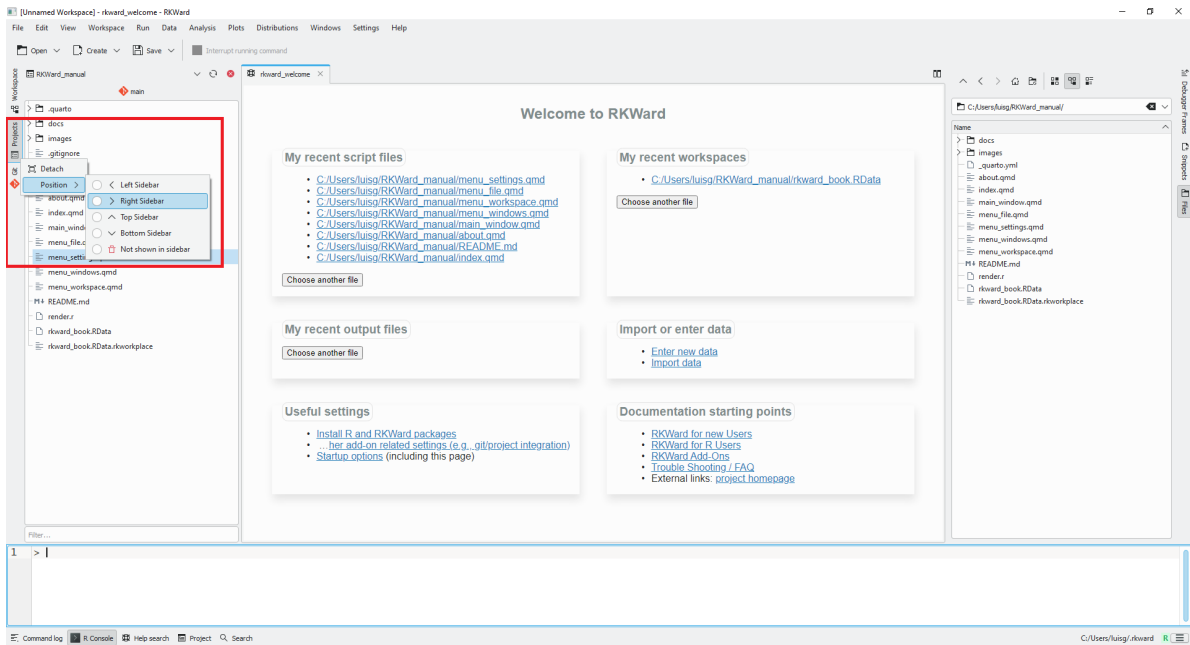 [Unnamed Workspace] - rkward_welcome - RKWard
File Edit View Workspace Run Data Analysis Plots Distributions Windows Settings Help
Open Create Save Interrupt running command
Workspace
Projects
RKWard_manual
main
.quarto
docs
images
.gitignore
Detach
Position
Left Sidebar
Right Sidebar
Top Sidebar
Bottom Sidebar
Not shown in sidebar
about.qmd
index.qmd
main_wind
menu_file.q
menu_setti
menu_windows.qmd
menu_workspace.qmd
README.md
render.r
rkward_book.RData
rkward_book.RData.rkworkplace
Filter...
rkward_welcome
Welcome to RKWard
My recent script files
C:/Users/luisg/RKWard_manual/menu_settings.qmd
C:/Users/luisg/RKWard_manual/menu_file.qmd
C:/Users/luisg/RKWard_manual/menu_workspace.qmd
C:/Users/luisg/RKWard_manual/menu_windows.qmd
C:/Users/luisg/RKWard_manual/main_window.qmd
C:/Users/luisg/RKWard_manual/about.qmd
C:/Users/luisg/RKWard_manual/README.md
C:/Users/luisg/RKWard_manual/index.qmd
Choose another file
My recent workspaces
C:/Users/luisg/RKWard_manual/rkward_book.RData
Choose another file
My recent output files
Choose another file
Import or enter data
Enter new data
Import data
Useful settings
Install R and RKWard packages
...her add-on related settings (e.g., git/project integration)
Startup options (including this page)
Documentation starting points
RKWard for new Users
RKWard for R Users
RKWard Add-Ons
Trouble Shooting / FAQ
External links: project homepage
C:/Users/luisg/RKWard_manual/
Name
docs
images
_quarto.yml
about.qmd
index.qmd
main_window.qmd
menu_file.qmd
menu_settings.qmd
menu_windows.qmd
menu_workspace.qmd
README.md
render.r
rkward_book.RData
rkward_book.RData.rkworkplace
Debugger Frames
Snippets
Files
1 >
Command log R Console Help search Project Search
C:/Users/luisg/.rkward R